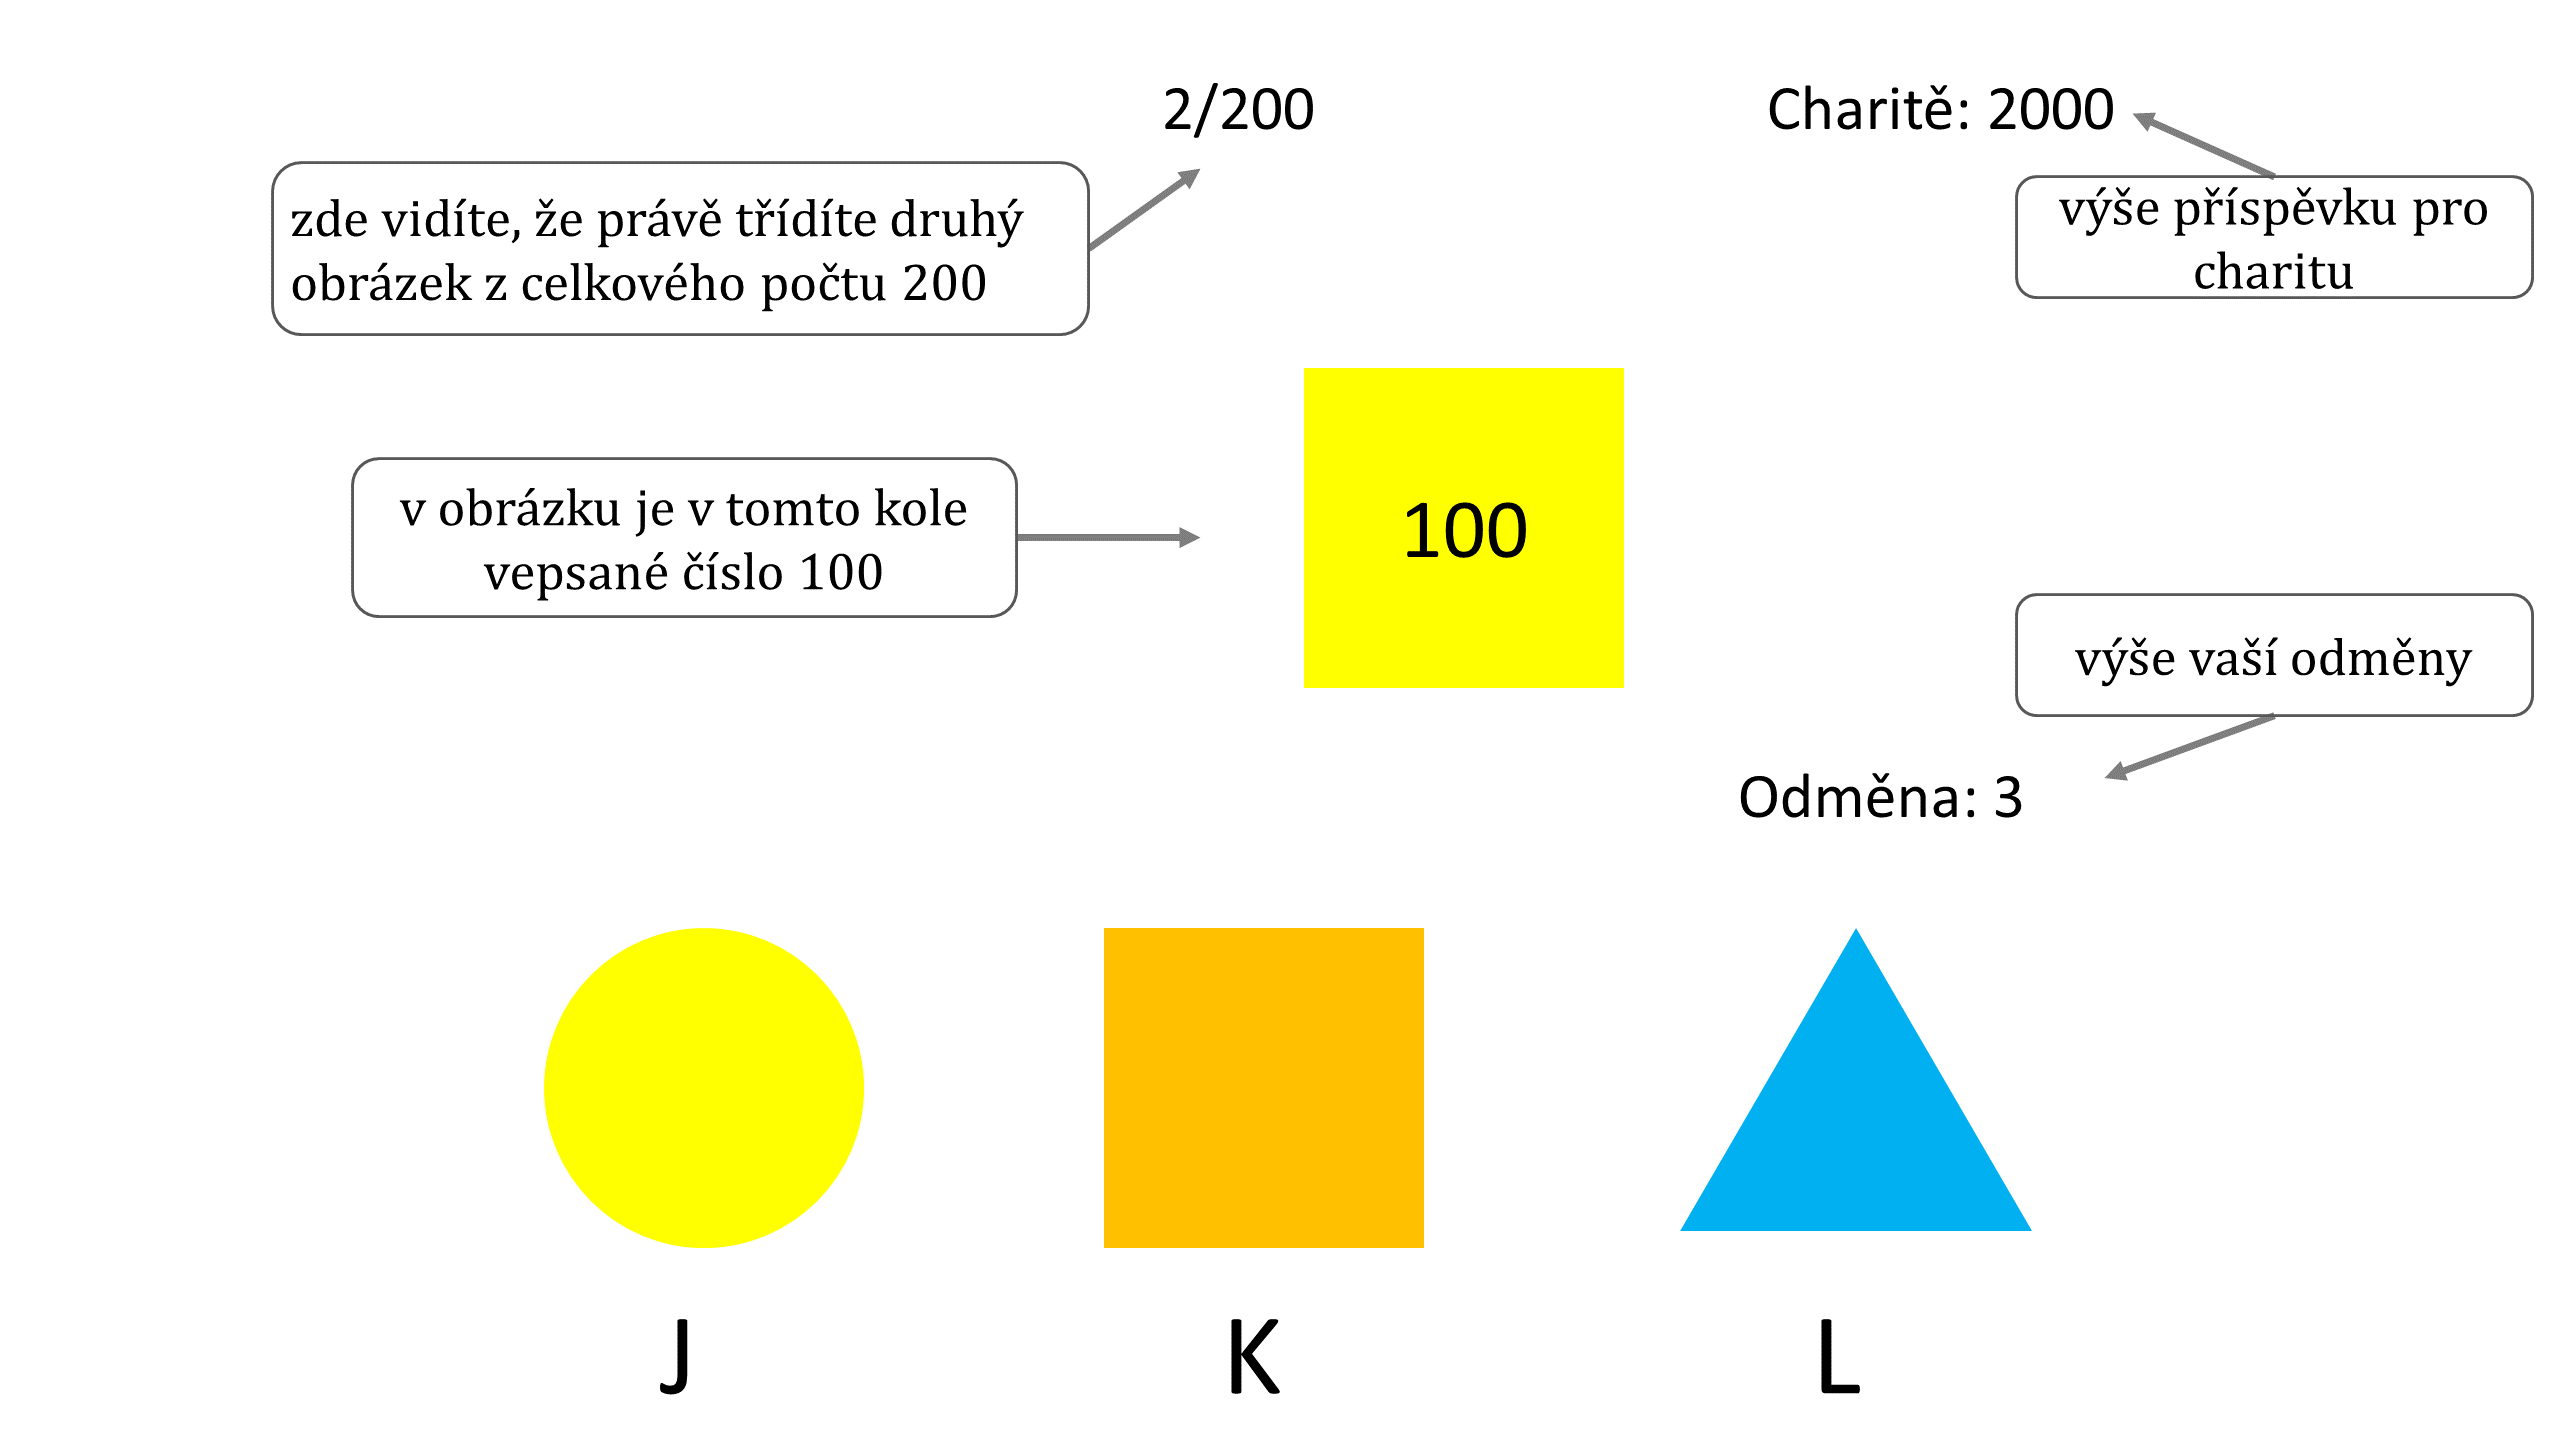 2/200
Charitě: 2000
zde vidíte, že právě třídíte druhý
obrázek z celkového počtu 200
výše příspěvku pro
charitu
v obrázku je v tomto kole
vepsané číslo 100
100
výše vaší odměny
Odměna: 3
J
K
L